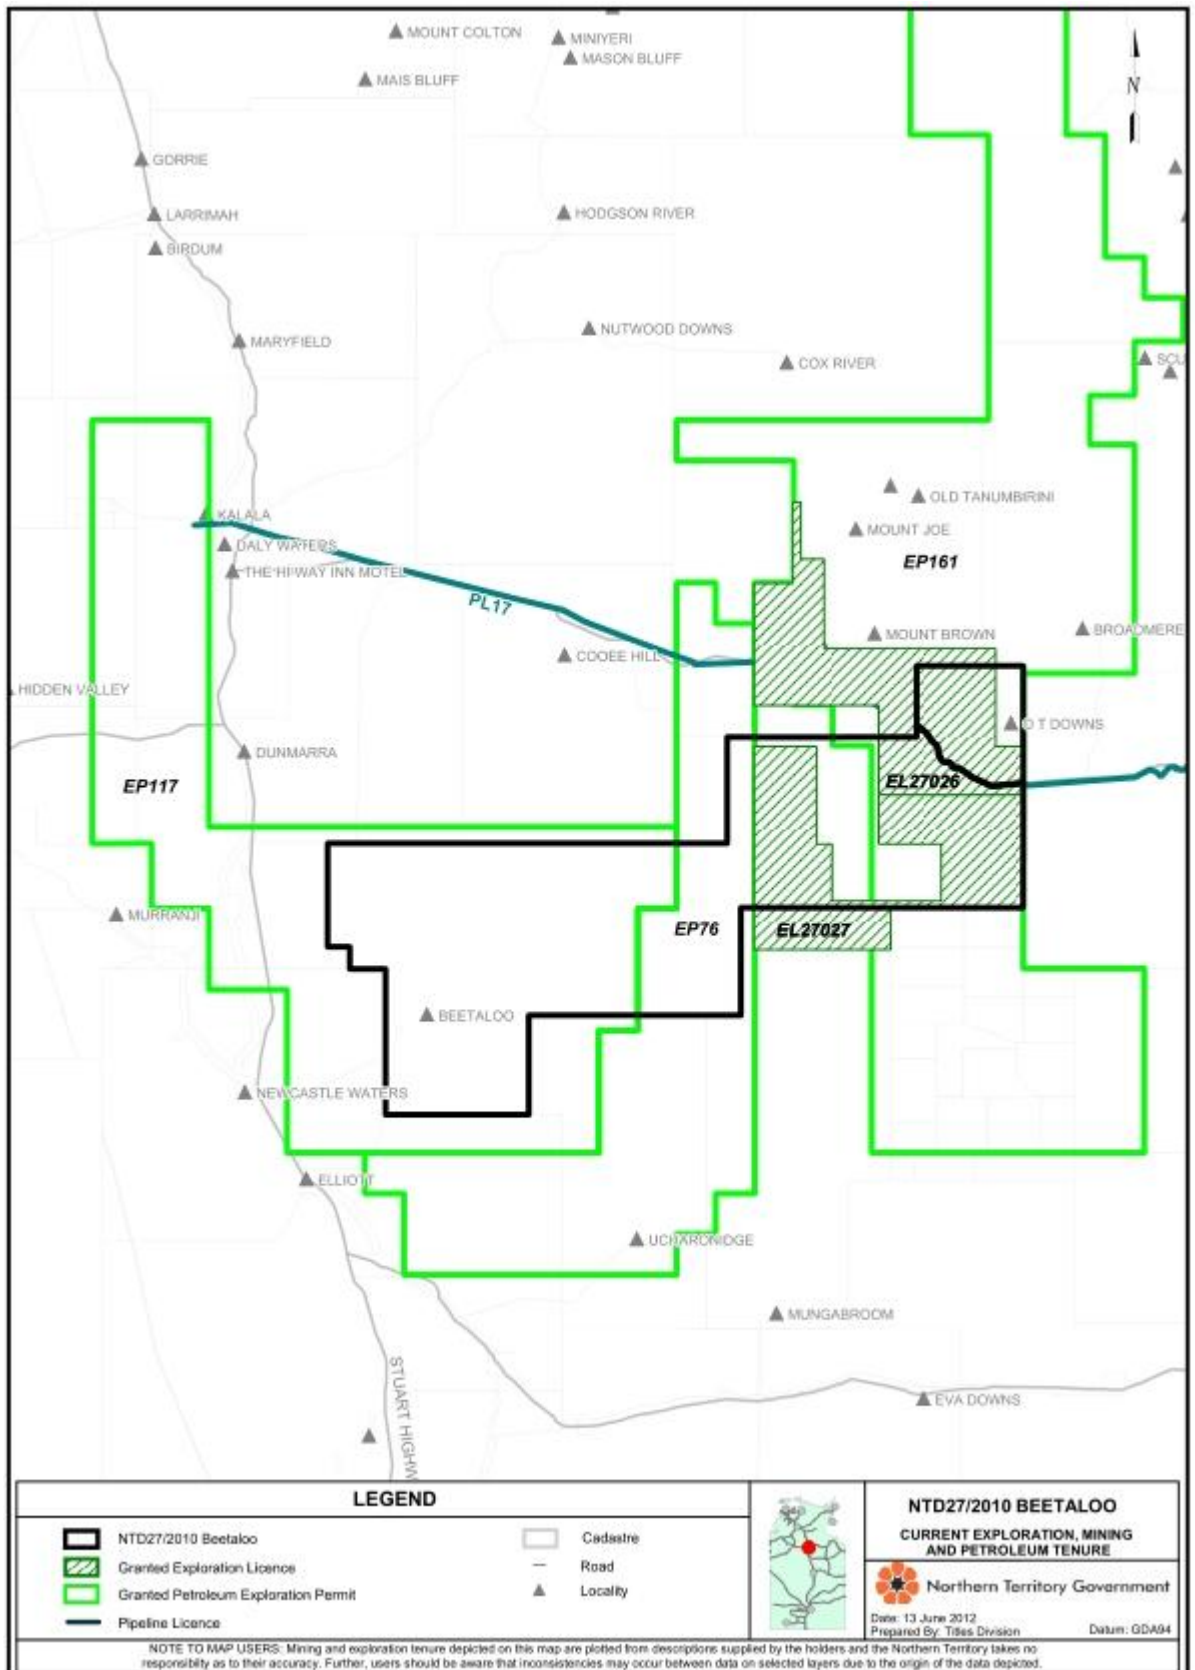 MOUNT COLTON
MINIYERI
MASON BLUFF
MAIS BLUFF
N
GORRIE
LARRIMAH
HODGSON RIVER
BIRDUM
NUTWOOD DOWNS
MARYFIELD
COX RIVER
SCU
OLD TANUMBIRINI
KALALA
MOUNT JOE
DALY WATERS
EP161
THE HI-WAY INN MOTEL
PL17
MOUNT BROWN
BROADMERE
COOEE HILL
HIDDEN VALLEY
O T DOWNS
DUNMARRA
EP117
EL27026
MURRANJI
EP76
EL27027
BEETALOO
NEWCASTLE WATERS
ELLIOTT
UCHARONIDGE
MUNGABROOM
STUART HIGHW
EVA DOWNS
LEGEND
NTD27/2010 Beetaloo
Granted Exploration Licence
Granted Petroleum Exploration Permit
Pipeline Licence
Cadastre
Road
Locality
NTD27/2010 BEETALOO
CURRENT EXPLORATION, MINING
AND PETROLEUM TENURE
Northern Territory Government
Date: 13 June 2012
Prepared By: Titles Division
Datum: GDA94
NOTE TO MAP USERS: Mining and exploration tenure depicted on this map are plotted from descriptions supplied by the holders and the Northern Territory takes no
responsibility as to their accuracy. Further, users should be aware that inconsistencies may occur between data on selected layers due to the origin of the data depicted.